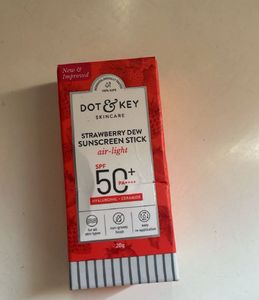 New &
Improved
DOT & KEY
SKINCARE
STRAWBERRY DEW
SUNSCREEN STICK
air-light
SPF
50+
PA++++
HYALURONIC + CERAMIDE
for all
skin types
non-greasy
finish
easy
re-application
20g